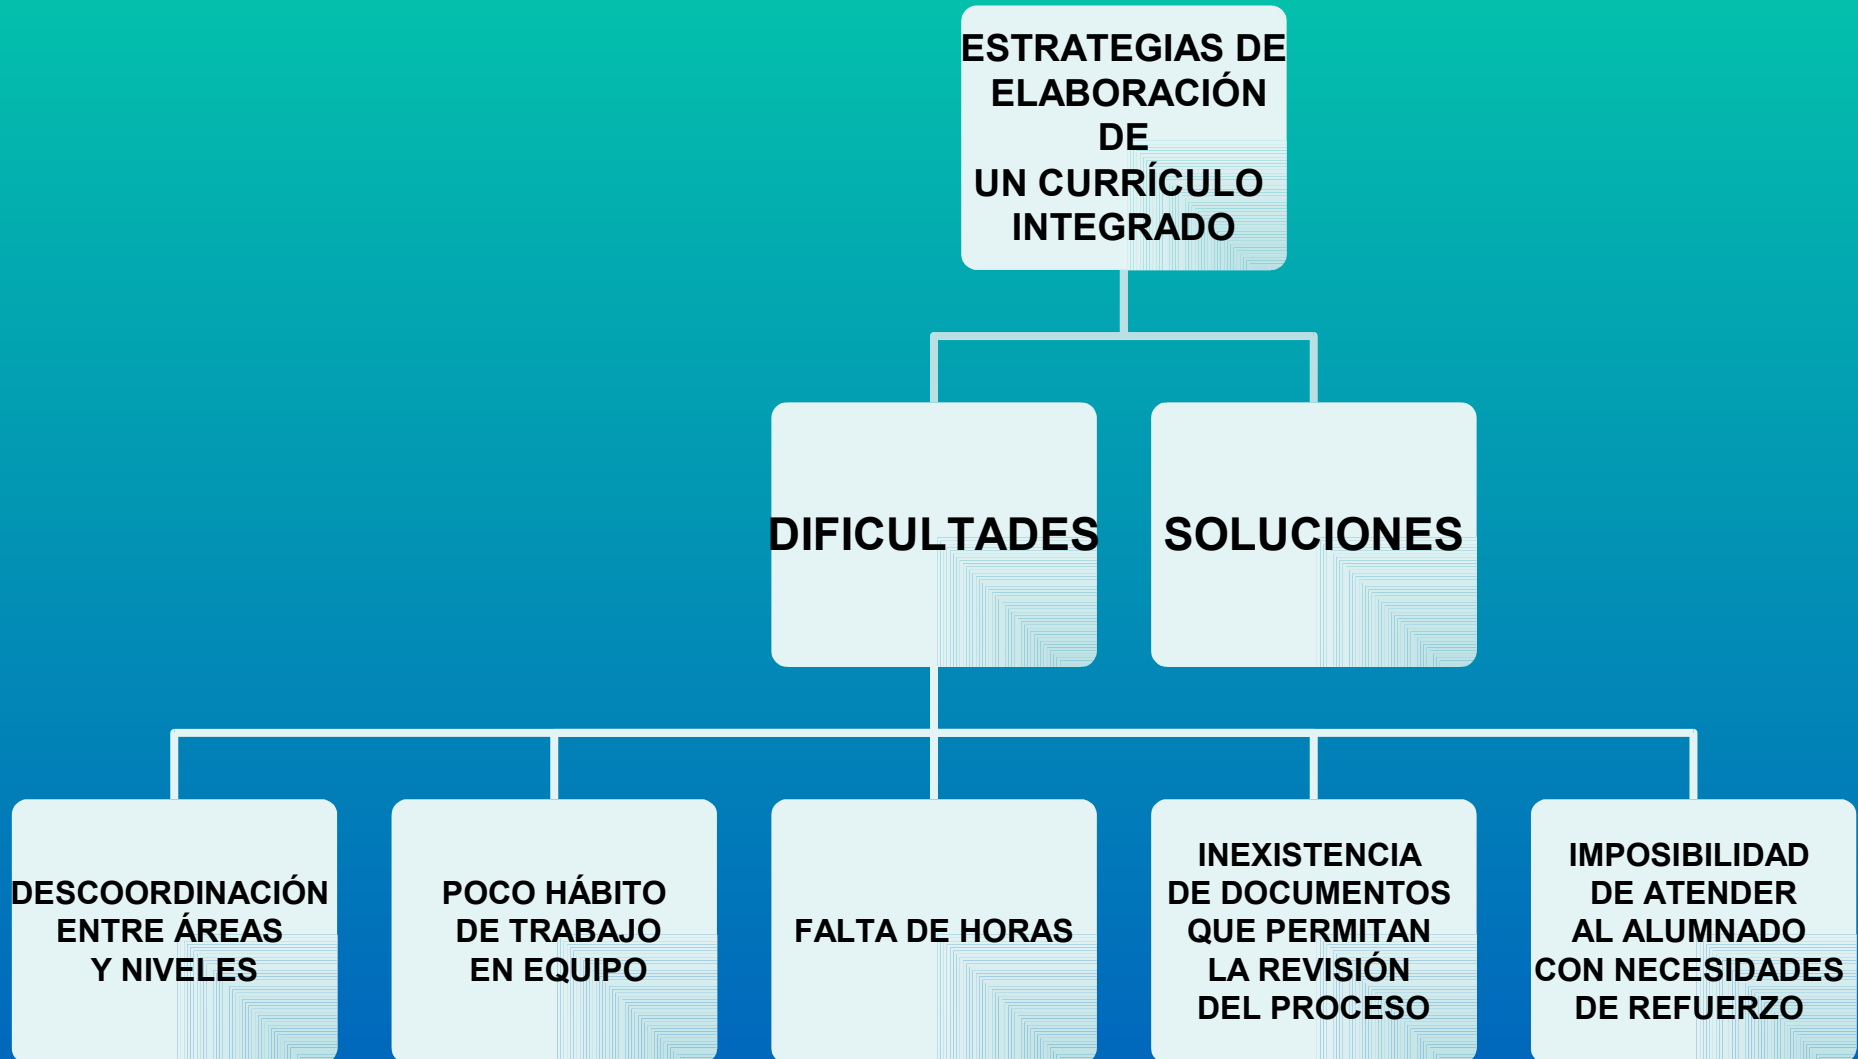 ESTRATEGIAS DE
ELABORACIÓN
DE
UN CURRÍCULO
INTEGRADO
DIFICULTADES
SOLUCIONES
DESCOORDINACIÓN
ENTRE ÁREAS
Y NIVELES
POCO HÁBITO
DE TRABAJO
EN EQUIPO
FALTA DE HORAS
INEXISTENCIA
DE DOCUMENTOS
QUE PERMITAN
LA REVISIÓN
DEL PROCESO
IMPOSIBILIDAD
DE ATENDER
AL ALUMNADO
CON NECESIDADES
DE REFUERZO